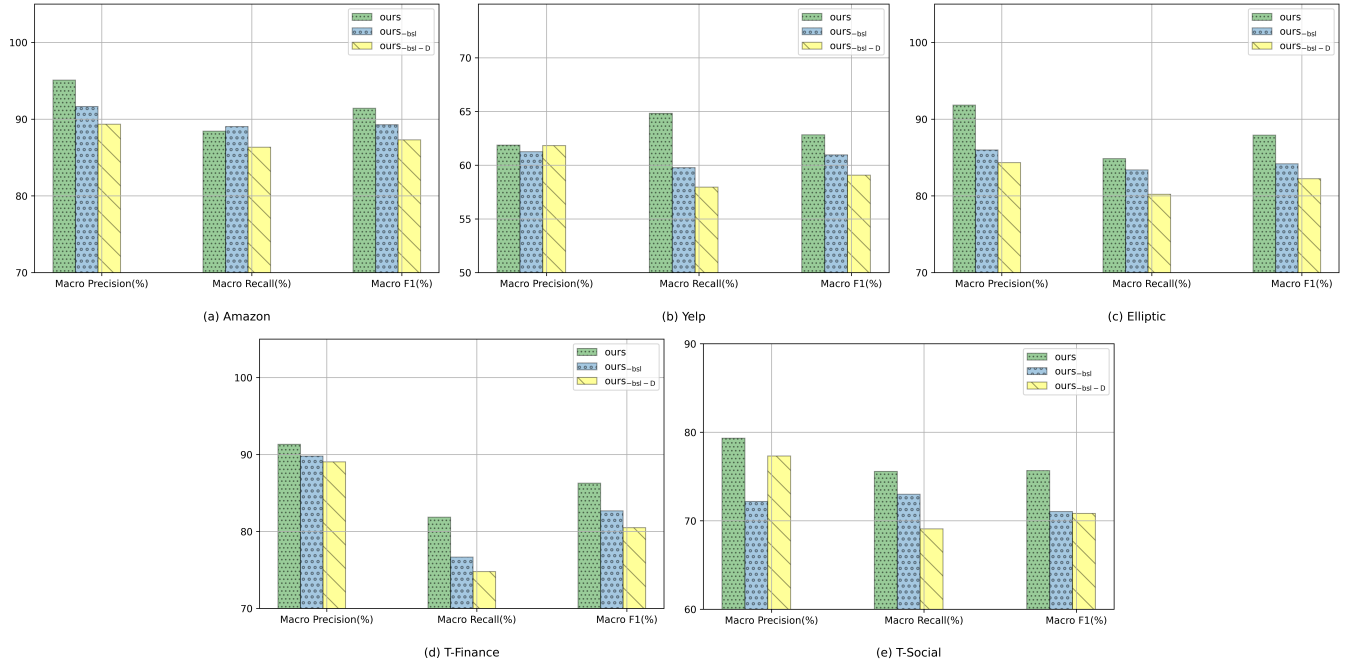 100
90
80
70
ours
ours₋bsl
ours₋bsl₋D
Macro Precision(%)
Macro Recall(%)
Macro F1(%)
(a) Amazon
70
65
60
55
50
ours
ours₋bsl
ours₋bsl₋D
Macro Precision(%)
Macro Recall(%)
Macro F1(%)
(b) Yelp
100
90
80
70
ours
ours₋bsl
ours₋bsl₋D
Macro Precision(%)
Macro Recall(%)
Macro F1(%)
(c) Elliptic
100
90
80
70
ours
ours₋bsl
ours₋bsl₋D
Macro Precision(%)
Macro Recall(%)
Macro F1(%)
(d) T-Finance
90
80
70
60
ours
ours₋bsl
ours₋bsl₋D
Macro Precision(%)
Macro Recall(%)
Macro F1(%)
(e) T-Social